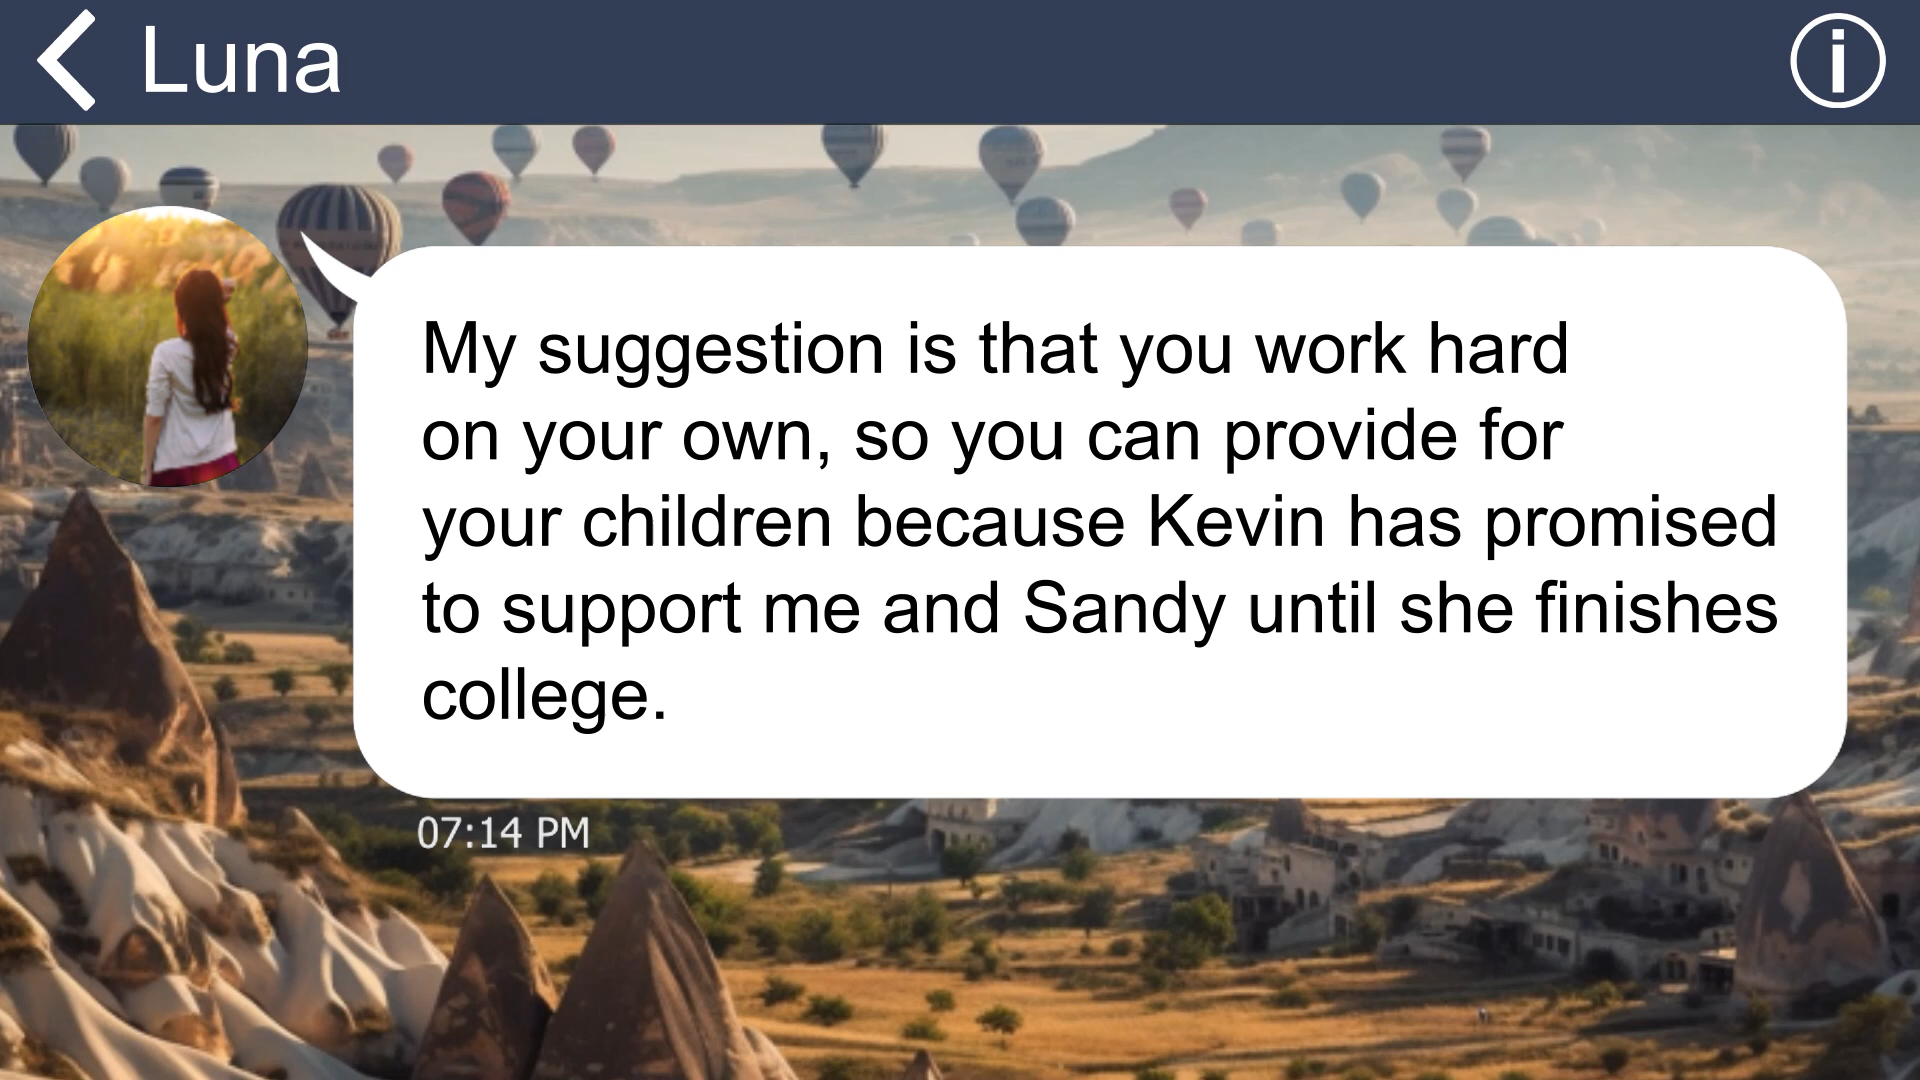 Luna
My suggestion is that you work hard
on your own, so you can provide for
your children because Kevin has promised
to support me and Sandy until she finishes
college.
07:14 PM